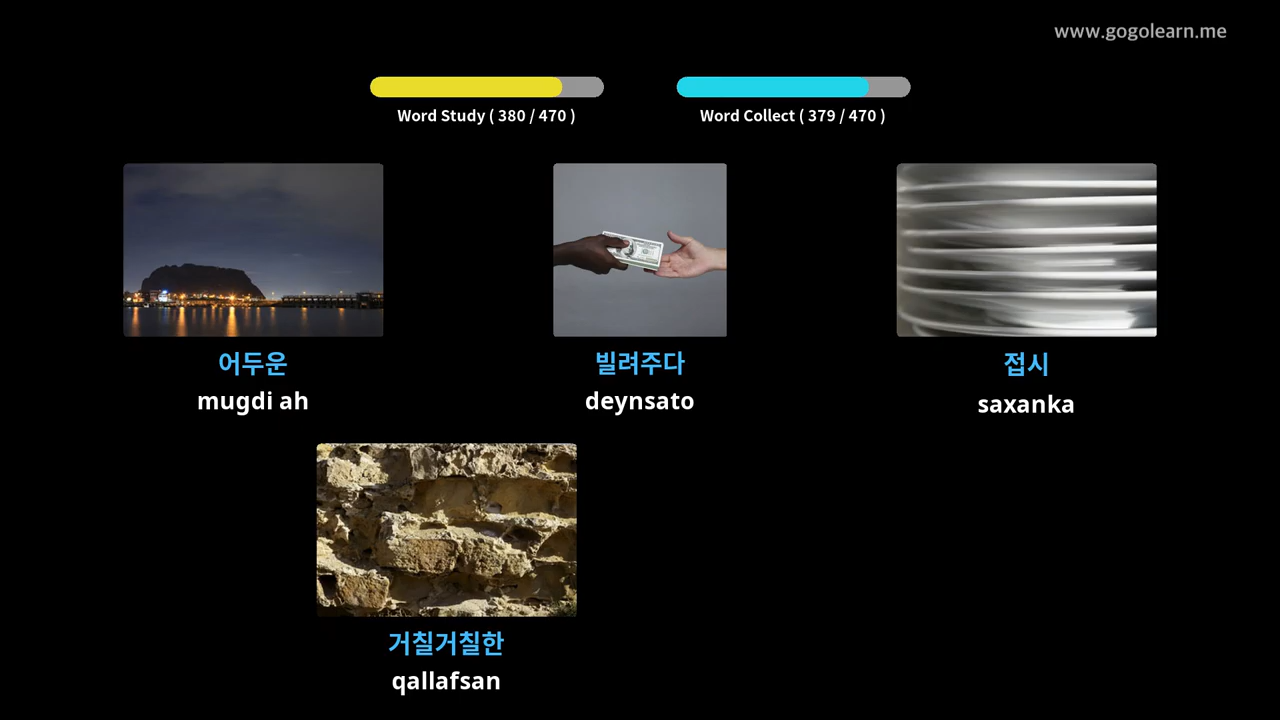 www.gogolearn.me
Word Study ( 380 / 470 )
Word Collect ( 379 / 470 )
어두운
mugdi ah
빌려주다
deynsato
접시
saxanka
거칠거칠한
qallafsan